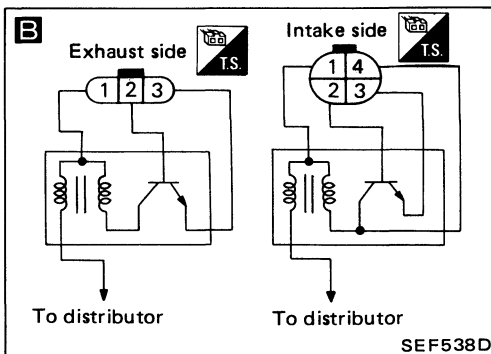 B
Exhaust side
T.S.
1 2 3
To distributor
Intake side
T.S.
1 4
2 3
To distributor
SEF538D